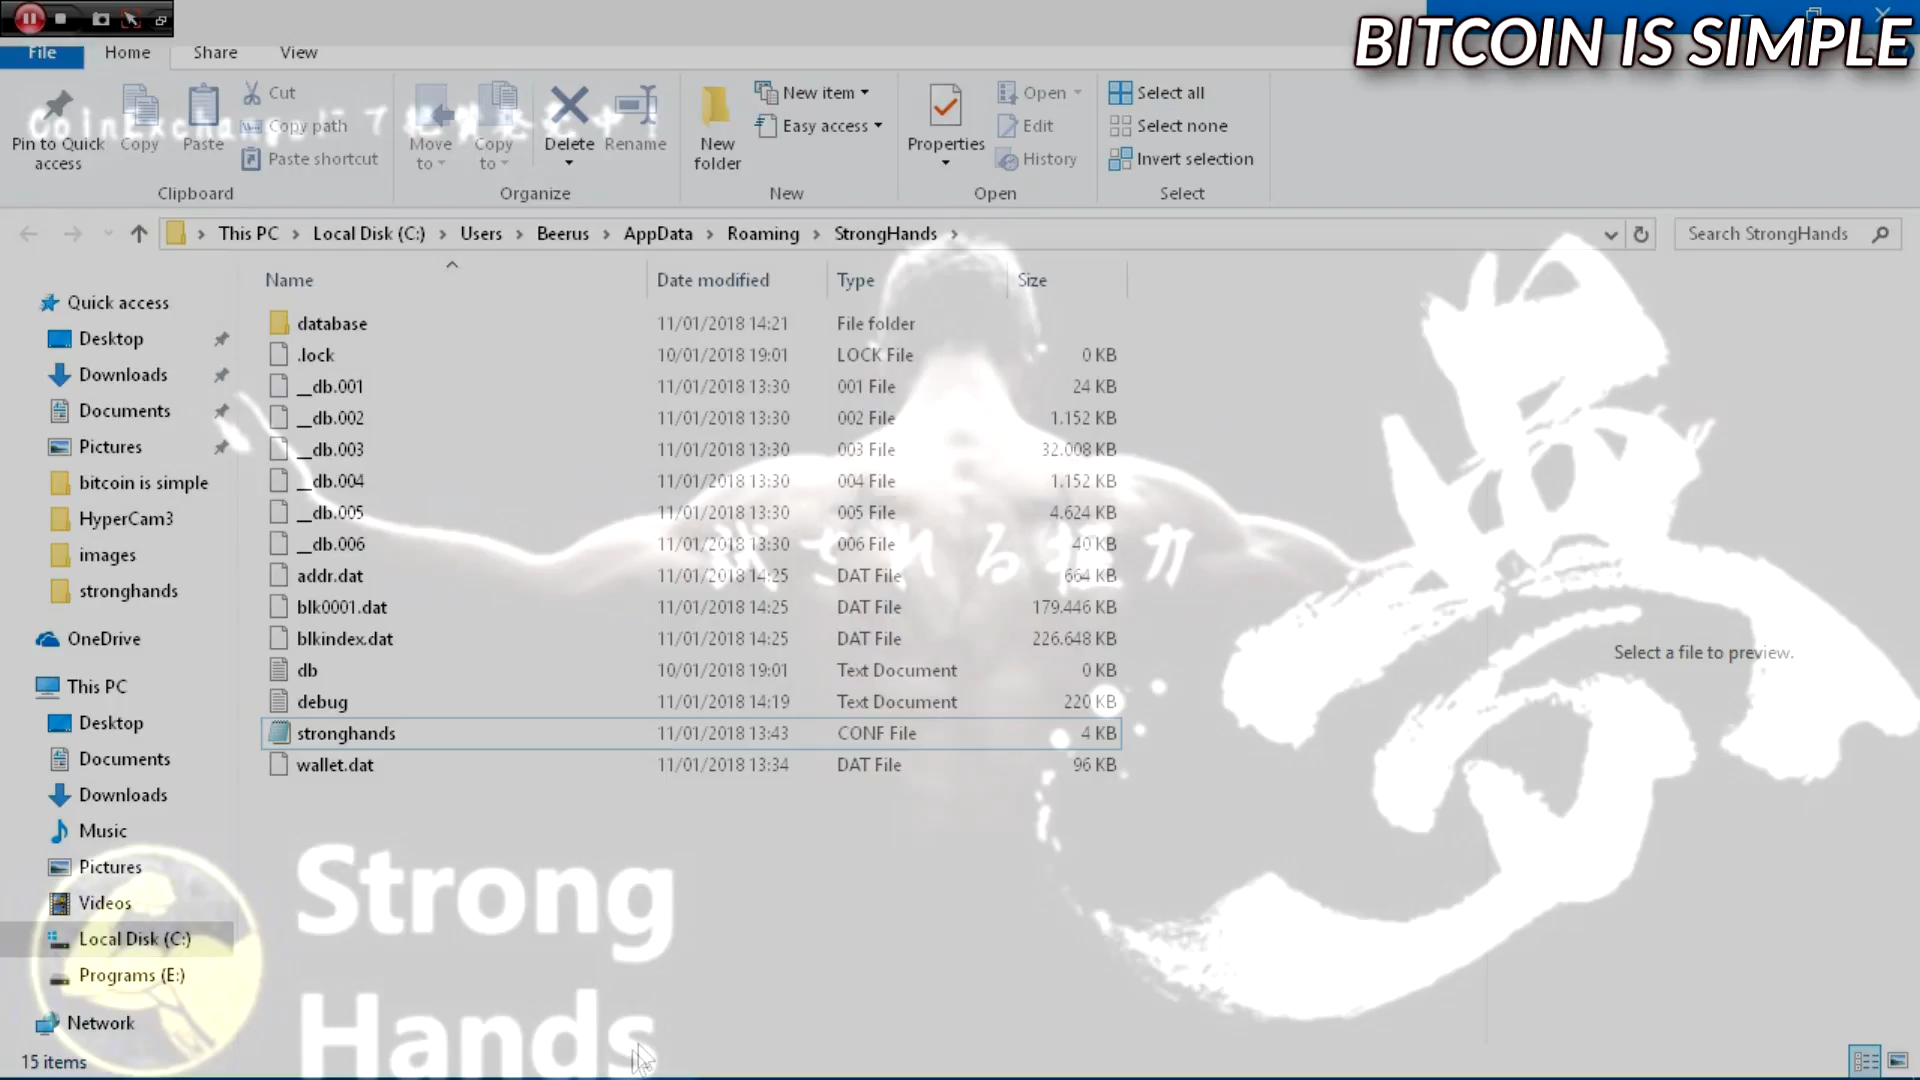 BITCOIN IS SIMPLE
File Home Share View
Pin to Quick access
Copy
Paste
Cut
Copy path
Paste shortcut
Clipboard
Move to
Copy to
Delete
Rename
Organize
New folder
New item
Easy access
New
Properties
Open
Edit
History
Open
Select all
Select none
Invert selection
Select
This PC > Local Disk (C:) > Users > Beerus > AppData > Roaming > StrongHands >
Search StrongHands
Name Date modified Type Size
Quick access
Desktop
Downloads
Documents
Pictures
bitcoin is simple
HyperCam3
images
stronghands
OneDrive
This PC
Desktop
Documents
Downloads
Music
Pictures
Videos
Local Disk (C:)
Programs (E:)
Network
database 11/01/2018 14:21 File folder
.lock 10/01/2018 19:01 LOCK File 0 KB
__db.001 11/01/2018 13:30 001 File 24 KB
__db.002 11/01/2018 13:30 002 File 1.152 KB
__db.003 11/01/2018 13:30 003 File 32.008 KB
__db.004 11/01/2018 13:30 004 File 1.152 KB
__db.005 11/01/2018 13:30 005 File 4.624 KB
__db.006 11/01/2018 13:30 006 File 40 KB
addr.dat 11/01/2018 14:25 DAT File 664 KB
blk0001.dat 11/01/2018 14:25 DAT File 179.446 KB
blkindex.dat 11/01/2018 14:25 DAT File 226.648 KB
db 10/01/2018 19:01 Text Document 0 KB
debug 11/01/2018 14:19 Text Document 220 KB
stronghands 11/01/2018 13:43 CONF File 4 KB
wallet.dat 11/01/2018 13:34 DAT File 96 KB
Select a file to preview.
Strong
Hands
15 items